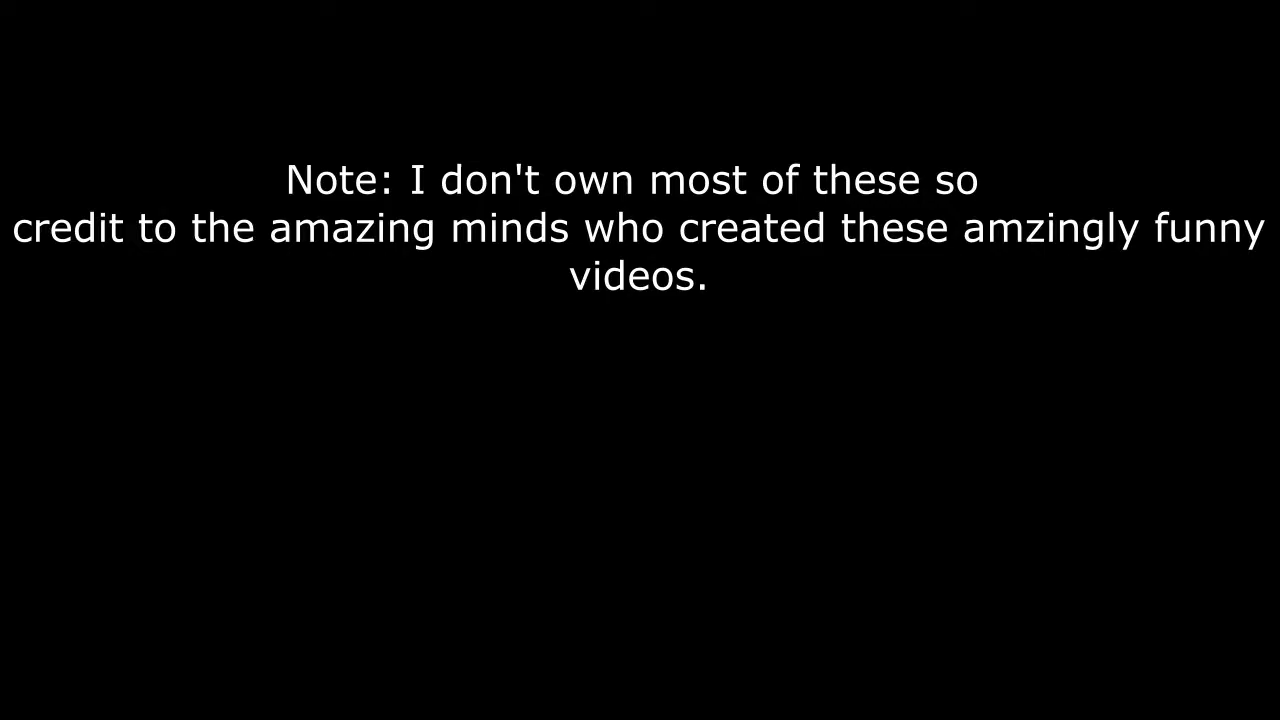 Note: I don't own most of these so
credit to the amazing minds who created these amzingly funny
videos.